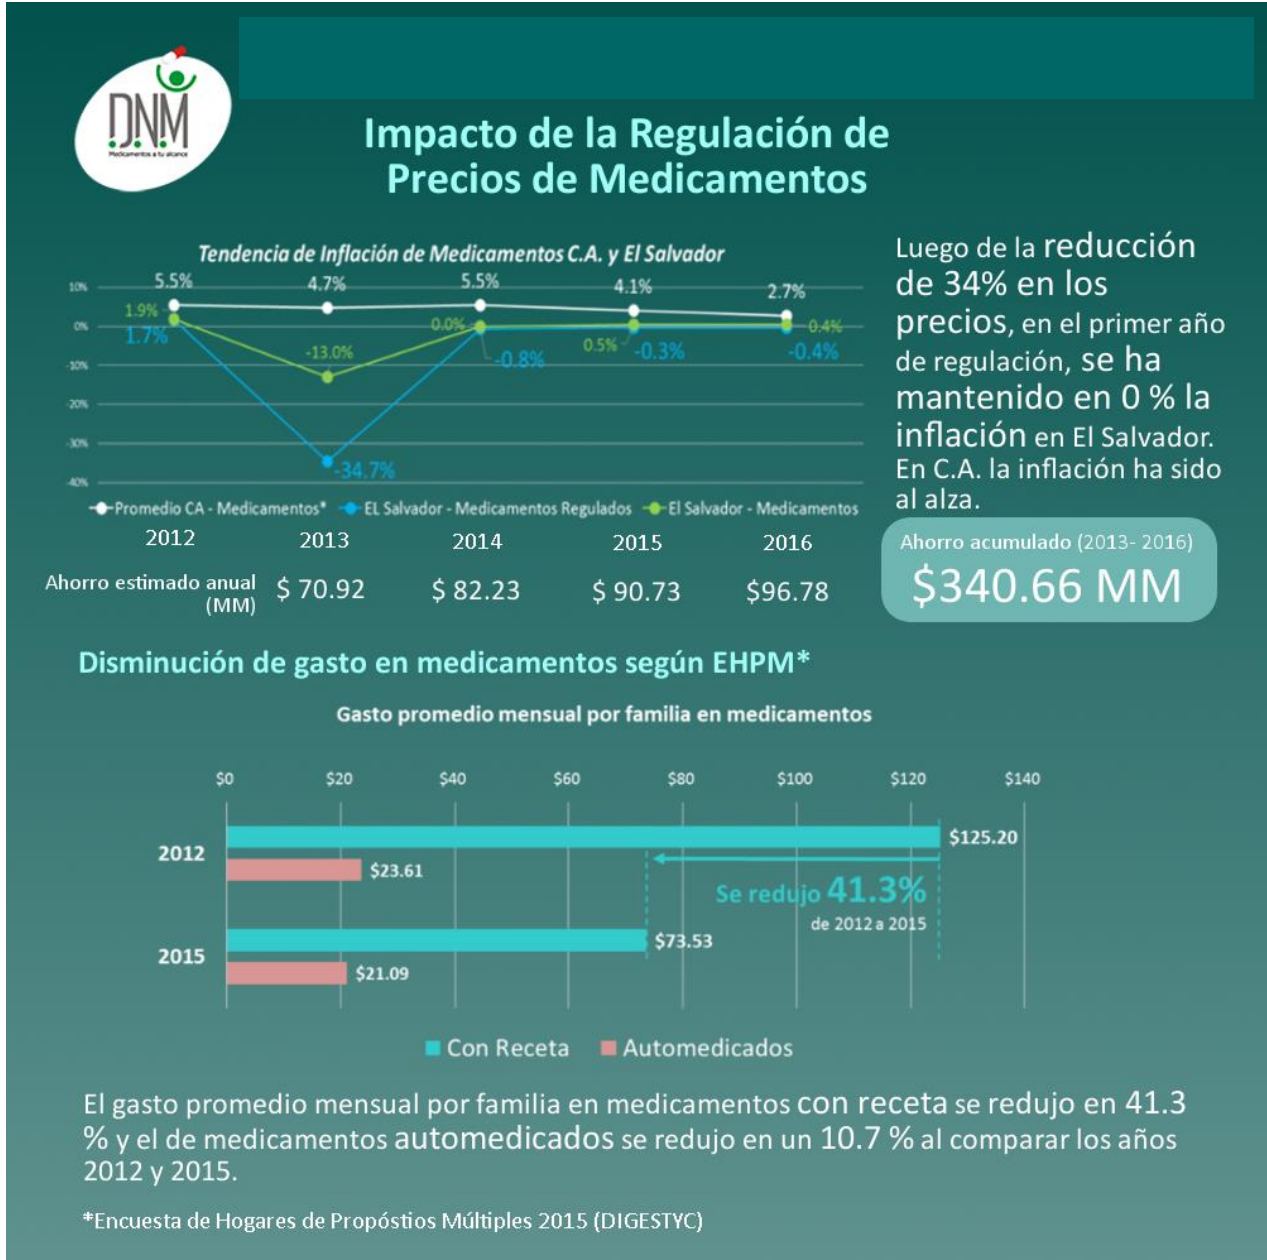 DNM
Medicamentos a tu alcance
Impacto de la Regulación de
Precios de Medicamentos
Tendencia de Inflación de Medicamentos C.A. y El Salvador
10%
0%
-10%
-20%
-30%
-40%
5.5%
4.7%
5.5%
4.1%
2.7%
1.9%
1.7%
-13.0%
-34.7%
0.0%
-0.8%
0.5%
-0.3%
0.4%
-0.4%
Promedio CA - Medicamentos* EL Salvador - Medicamentos Regulados El Salvador - Medicamentos
2012 2013 2014 2015 2016
Ahorro estimado anual
(MM)
$ 70.92 $ 82.23 $ 90.73 $96.78
Luego de la reducción
de 34% en los
precios, en el primer año
de regulación, se ha
mantenido en 0 % la
inflación en El Salvador.
En C.A. la inflación ha sido
al alza.
Ahorro acumulado (2013- 2016)
$340.66 MM
Disminución de gasto en medicamentos según EHPM*
Gasto promedio mensual por familia en medicamentos
$0 $20 $40 $60 $80 $100 $120 $140
2012
$125.20
$23.61
Se redujo 41.3%
de 2012 a 2015
2015
$73.53
$21.09
Con Receta Automedicados
El gasto promedio mensual por familia en medicamentos con receta se redujo en 41.3
% y el de medicamentos automedicados se redujo en un 10.7 % al comparar los años
2012 y 2015.
*Encuesta de Hogares de Propóstios Múltiples 2015 (DIGESTYC)